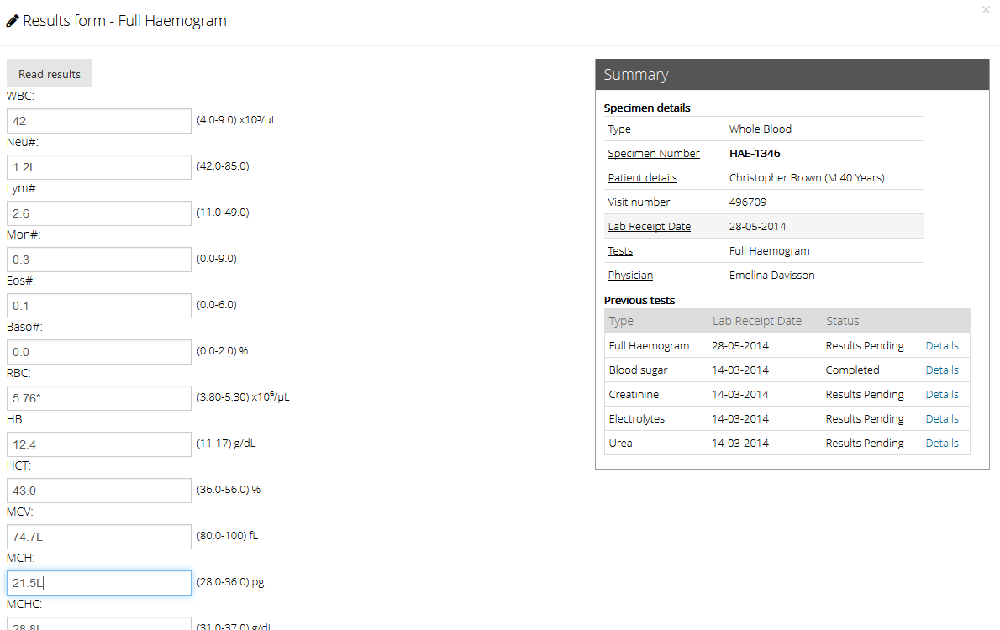 ×
Results form - Full Haemogram
Read results
WBC:
42 (4.0-9.0) x10³/µL
Neu#:
1.2L (42.0-85.0)
Lym#:
2.6 (11.0-49.0)
Mon#:
0.3 (0.0-9.0)
Eos#:
0.1 (0.0-6.0)
Baso#:
0.0 (0.0-2.0) %
RBC:
5.76* (3.80-5.30) x10⁶/µL
HB:
12.4 (11-17) g/dL
HCT:
43.0 (36.0-56.0) %
MCV:
74.7L (80.0-100) fL
MCH:
21.5L (28.0-36.0) pg
MCHC:
28.8L (31.0-37.0) g/dL
Summary
Specimen details
Type Whole Blood
Specimen Number HAE-1346
Patient details Christopher Brown (M 40 Years)
Visit number 496709
Lab Receipt Date 28-05-2014
Tests Full Haemogram
Physician Emelina Davisson
Previous tests
Type Lab Receipt Date Status
Full Haemogram 28-05-2014 Results Pending Details
Blood sugar 14-03-2014 Completed Details
Creatinine 14-03-2014 Results Pending Details
Electrolytes 14-03-2014 Results Pending Details
Urea 14-03-2014 Results Pending Details